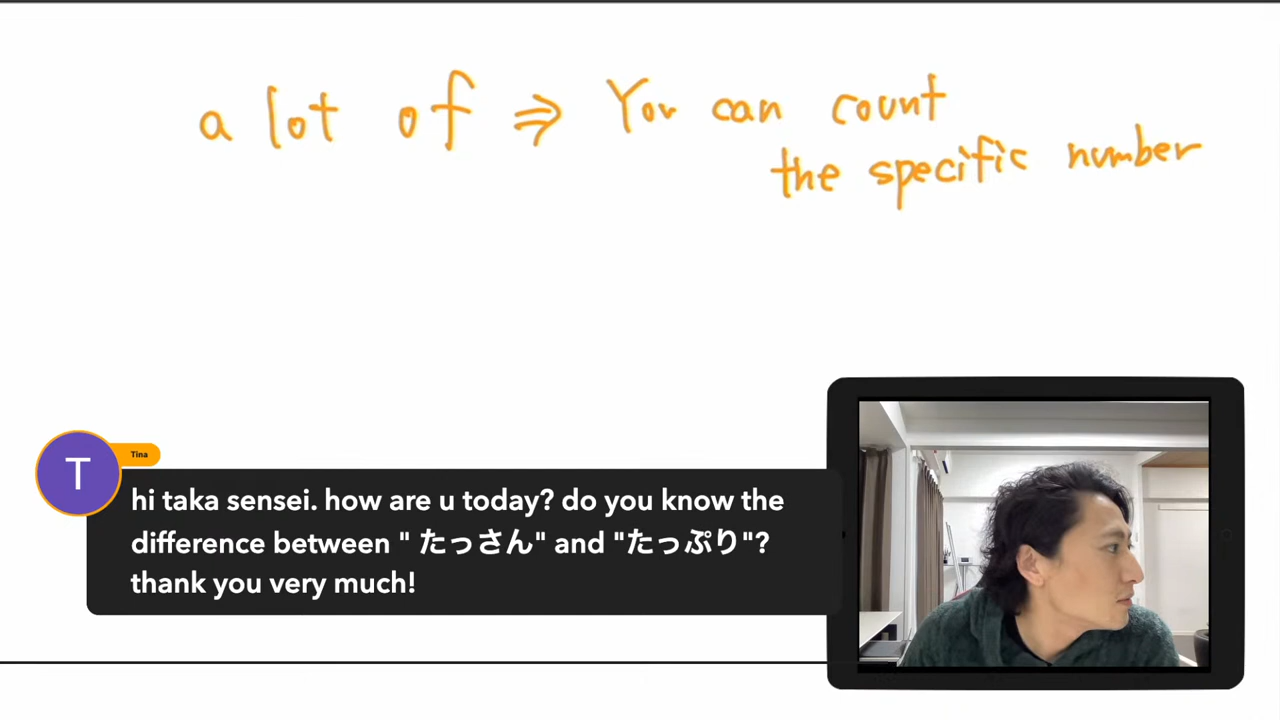 a lot of ⇒ You can count
the specific number
T
Tina
hi taka sensei. how are u today? do you know the
difference between " たっさん" and "たっぷり"?
thank you very much!